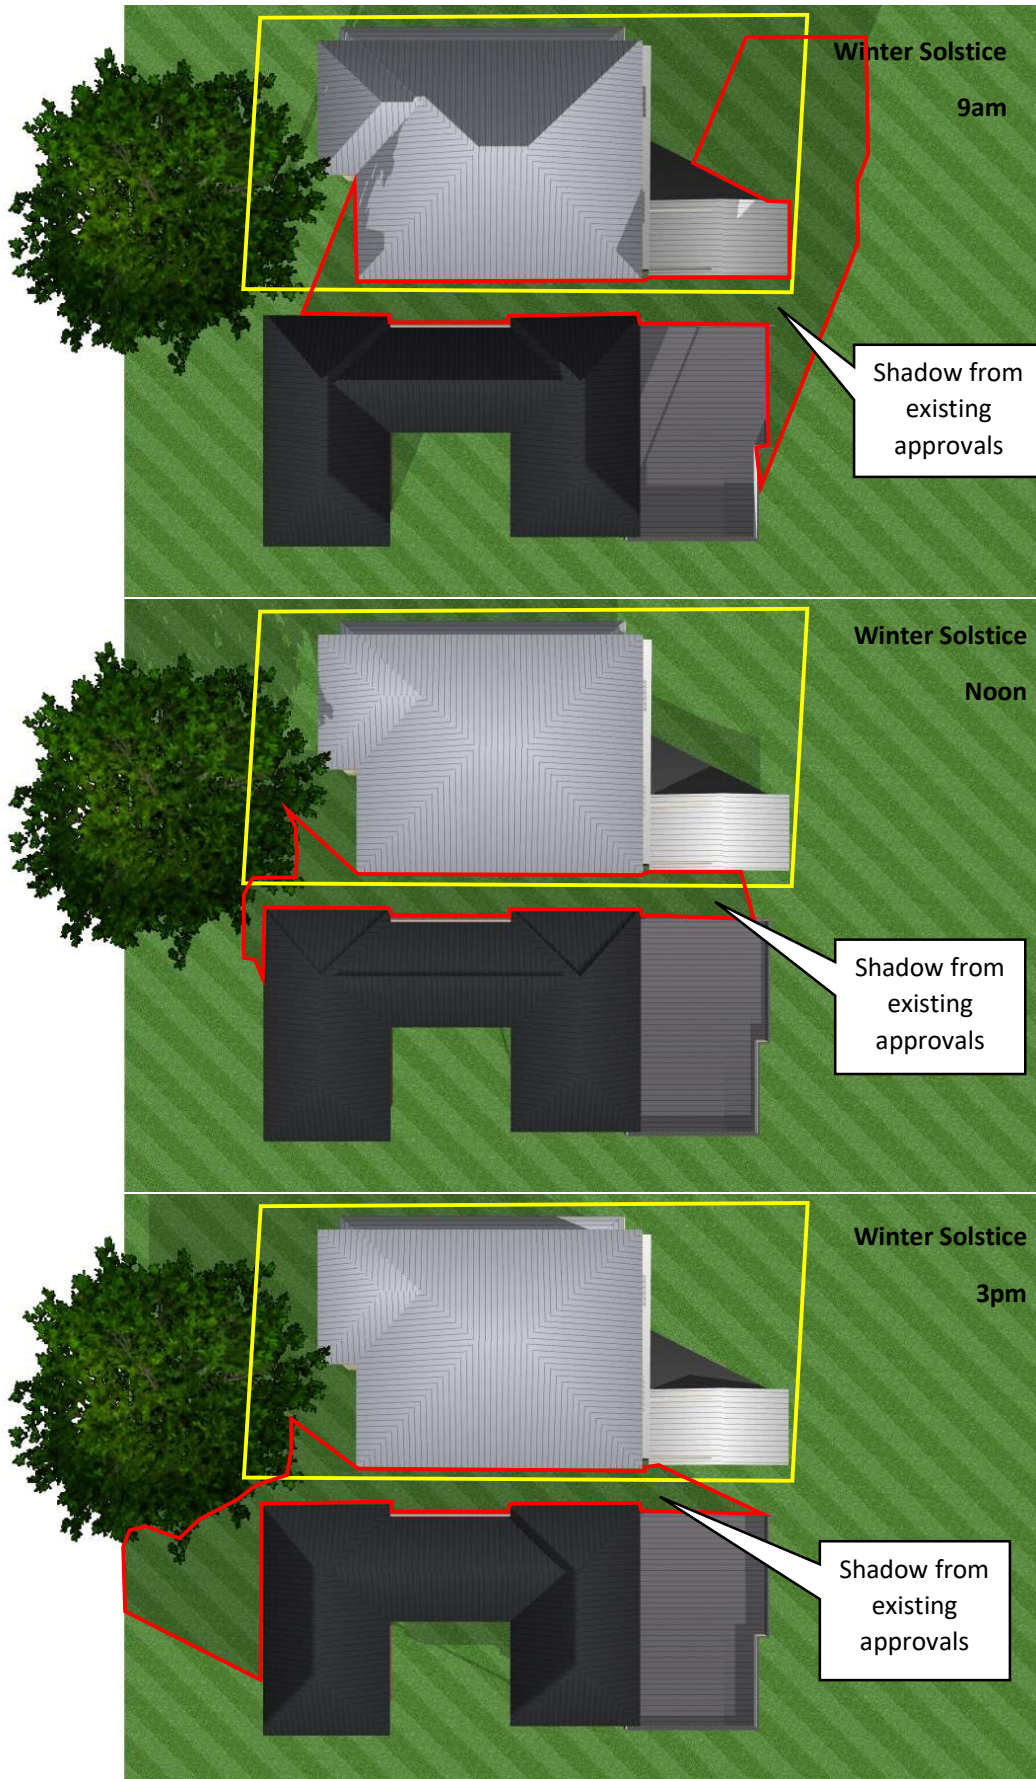 Winter Solstice
9am
Shadow from
existing
approvals
Winter Solstice
Noon
Shadow from
existing
approvals
Winter Solstice
3pm
Shadow from
existing
approvals